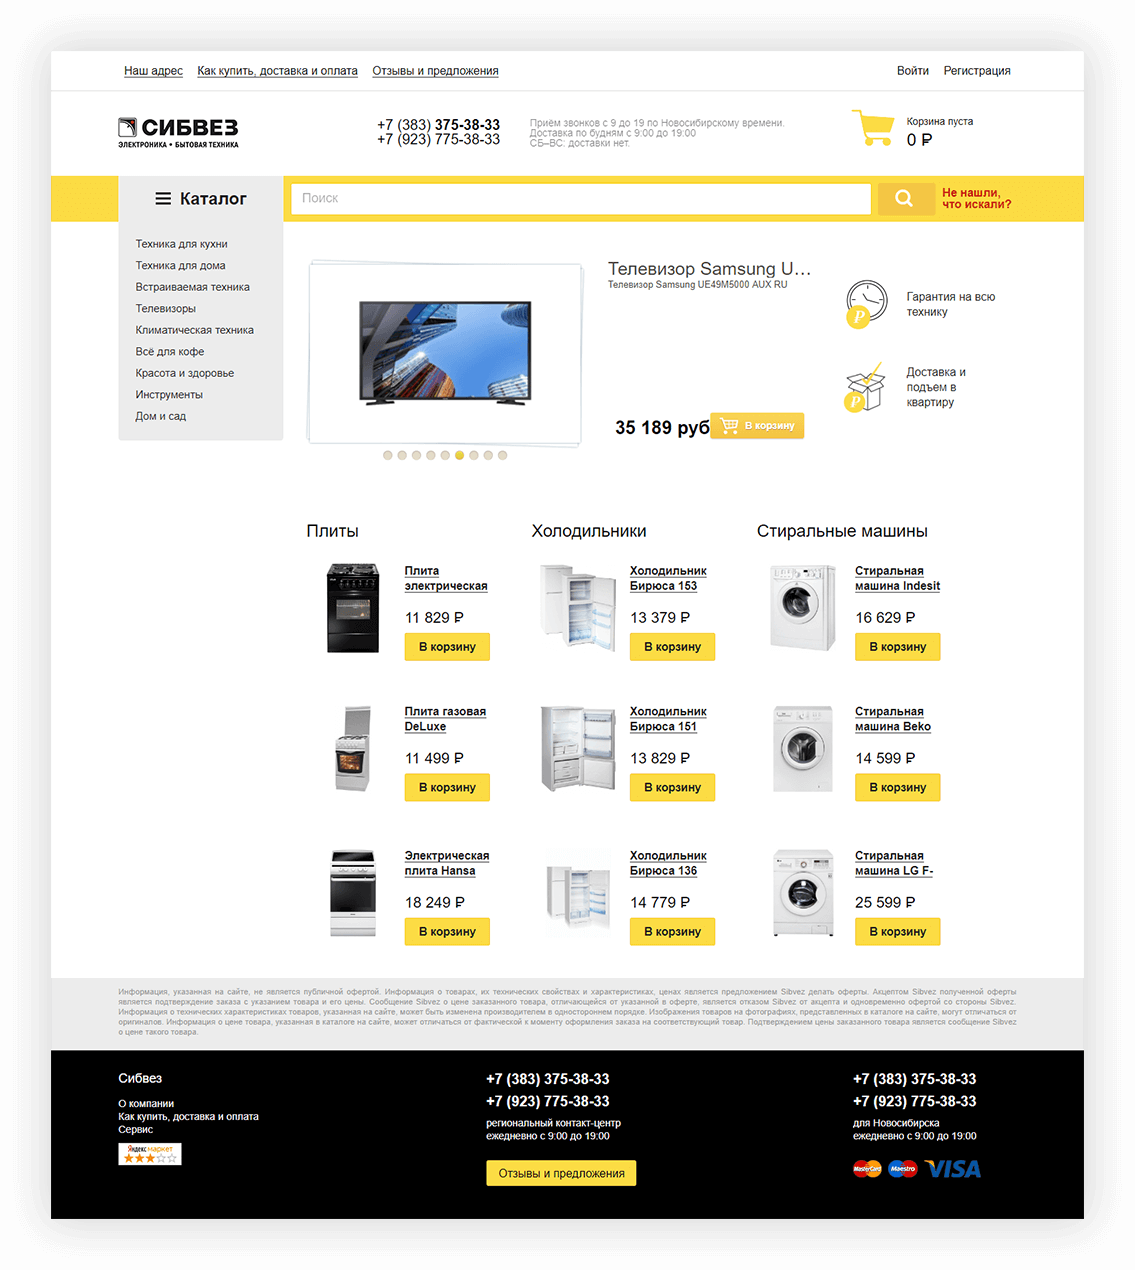 Наш адрес Как купить, доставка и оплата Отзывы и предложения Войти Регистрация
СИБВЕЗ
ЭЛЕКТРОНИКА • БЫТОВАЯ ТЕХНИКА
+7 (383) 375-38-33
+7 (923) 775-38-33
Приём звонков с 9 до 19 по Новосибирскому времени.
Доставка по будням с 9:00 до 19:00
СБ–ВС: доставки нет.
Корзина пуста
0 ₽
Каталог
Поиск
Не нашли,
что искали?
Техника для кухни
Техника для дома
Встраиваемая техника
Телевизоры
Климатическая техника
Всё для кофе
Красота и здоровье
Инструменты
Дом и сад
Телевизор Samsung U...
Телевизор Samsung UE49M5000 AUX RU
35 189 руб
В корзину
Р
Гарантия на всю
технику
Р
Доставка и
подъем в
квартиру
Плиты
Холодильники
Стиральные машины
Плита
электрическая
11 829 ₽
В корзину
Холодильник
Бирюса 153
13 379 ₽
В корзину
Стиральная
машина Indesit
16 629 ₽
В корзину
Плита газовая
DeLuxe
11 499 ₽
В корзину
Холодильник
Бирюса 151
13 829 ₽
В корзину
Стиральная
машина Beko
14 599 ₽
В корзину
Электрическая
плита Hansa
18 249 ₽
В корзину
Холодильник
Бирюса 136
14 779 ₽
В корзину
Стиральная
машина LG F-
25 599 ₽
В корзину
Информация, указанная на сайте, не является публичной офертой. Информация о товарах, их технических свойствах и характеристиках, ценах является предложением Sibvez делать оферты. Акцептом Sibvez полученной оферты
является подтверждение заказа с указанием товара и его цены. Сообщение Sibvez о цене заказанного товара, отличающейся от указанной в оферте, является отказом Sibvez от акцепта и одновременно офертой со стороны Sibvez.
Информация о технических характеристиках товаров, указанная на сайте, может быть изменена производителем в одностороннем порядке. Изображения товаров на фотографиях, представленных в каталоге на сайте, могут отличаться от
оригиналов. Информация о цене товара, указанная в каталоге на сайте, может отличаться от фактической к моменту оформления заказа на соответствующий товар. Подтверждением цены заказанного товара является сообщение Sibvez
о цене такого товара.
Сибвез
О компании
Как купить, доставка и оплата
Сервис
Яндекс маркет
+7 (383) 375-38-33
+7 (923) 775-38-33
региональный контакт-центр
ежедневно с 9:00 до 19:00
Отзывы и предложения
+7 (383) 375-38-33
+7 (923) 775-38-33
для Новосибирска
ежедневно с 9:00 до 19:00
MasterCard Maestro VISA